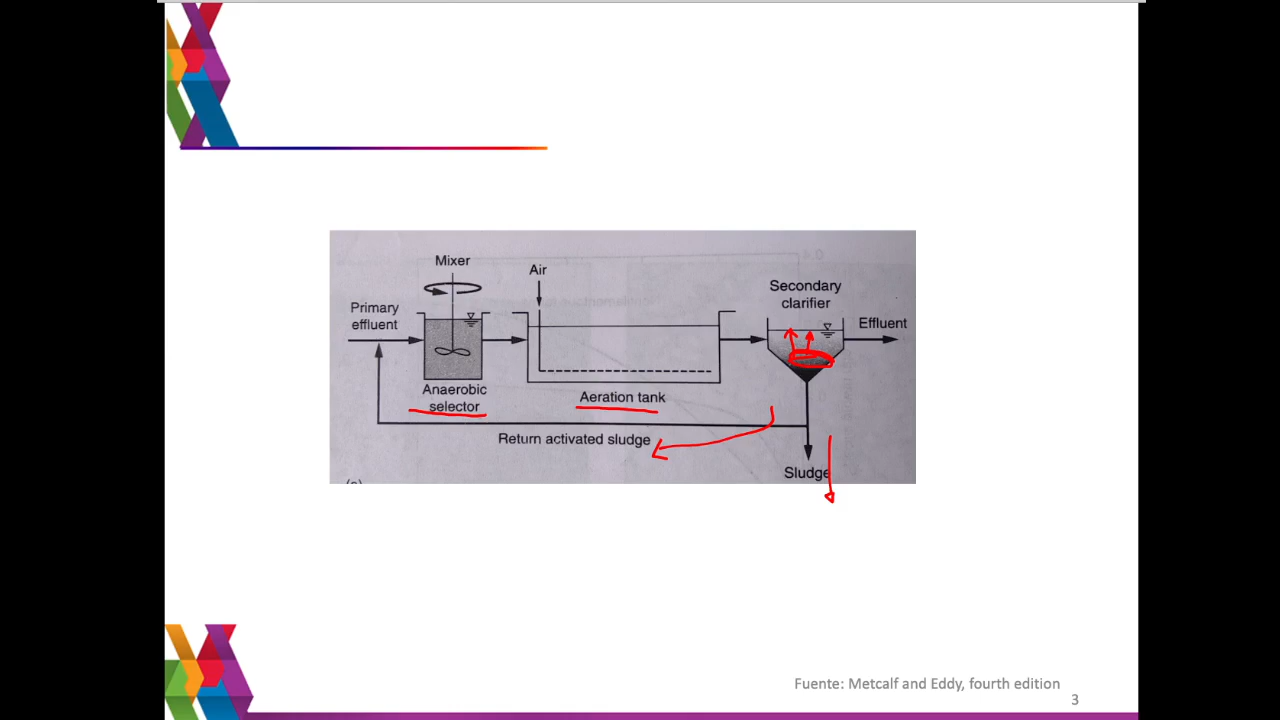 Mixer
Air
Secondary
clarifier
Primary
effluent
Effluent
Anaerobic
selector
Aeration tank
Return activated sludge
Sludge
Fuente: Metcalf and Eddy, fourth edition
3